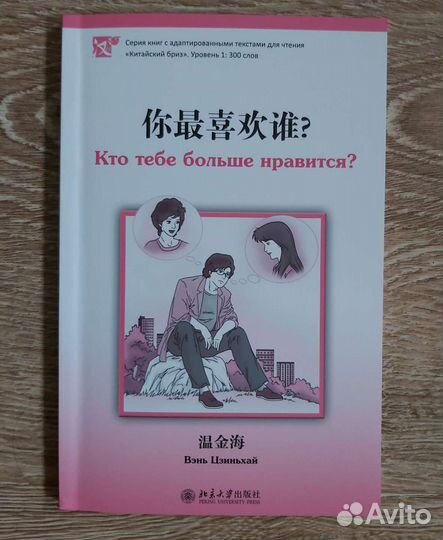 Серия книг с адаптированными текстами для чтения
«Китайский бриз». Уровень 1: 300 слов
你最喜欢谁?
Кто тебе больше нравится?
温金海
Вэнь Цзиньхай
北京大学出版社
PEKING UNIVERSITY PRESS
Avito